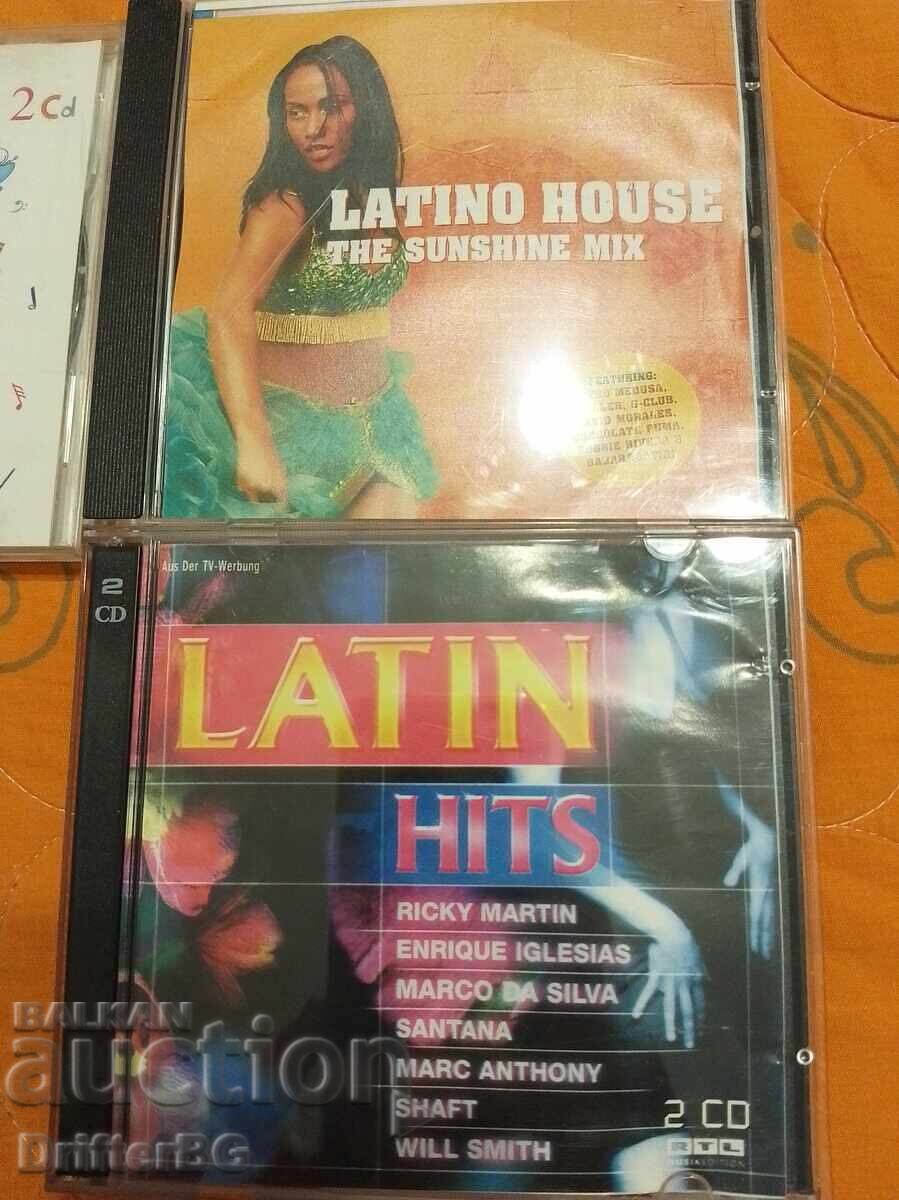 2 Cd
LATINO HOUSE
THE SUNSHINE MIX
FEATURING:
MEDUSA,
G-CLUB,
MORALES,
CHOCOLATE PUMA,
RIVERA &
Aus Der TV-Werbung
2
CD
LATIN
HITS
RICKY MARTIN
ENRIQUE IGLESIAS
MARCO DA SILVA
SANTANA
MARC ANTHONY
SHAFT
WILL SMITH
2 CD
RTL
MUSIKEDITION
BALKAN
auction
DrifterBG